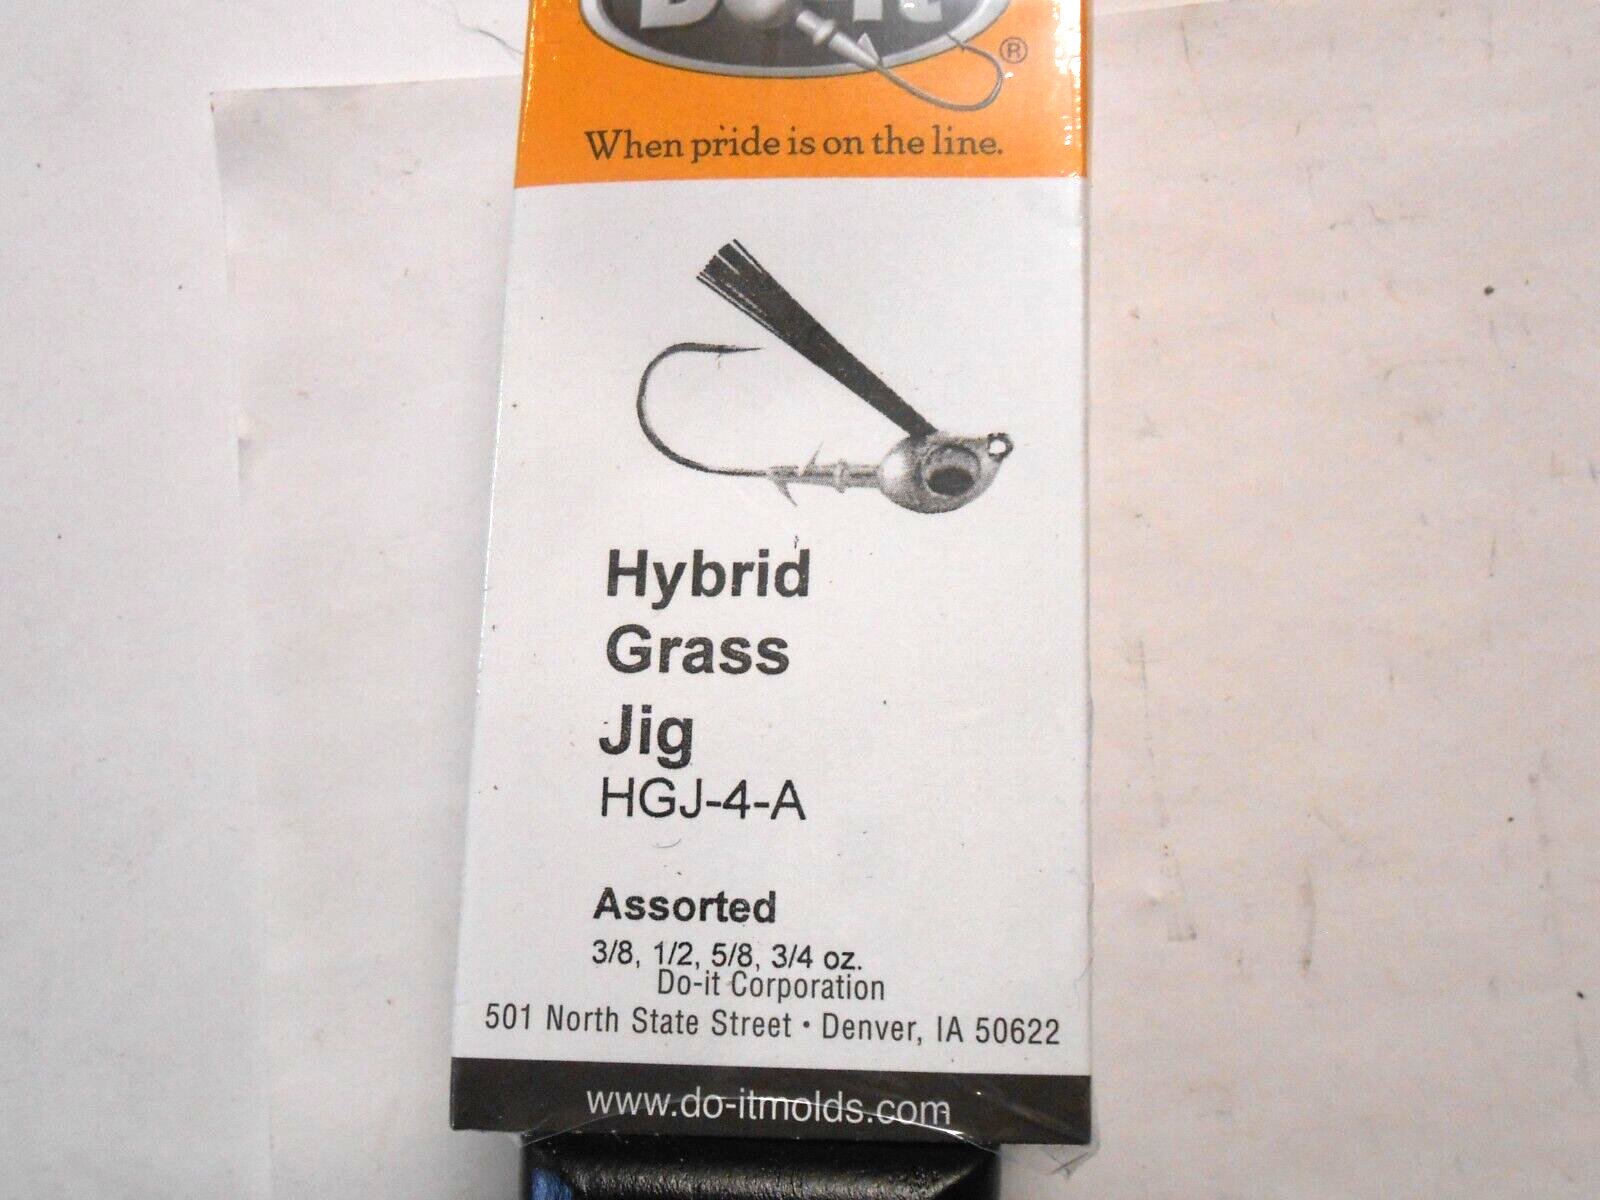 ®
When pride is on the line.
Hybrid
Grass
Jig
HGJ-4-A
Assorted
3/8, 1/2, 5/8, 3/4 oz.
Do-it Corporation
501 North State Street • Denver, IA 50622
www.do-itmolds.com